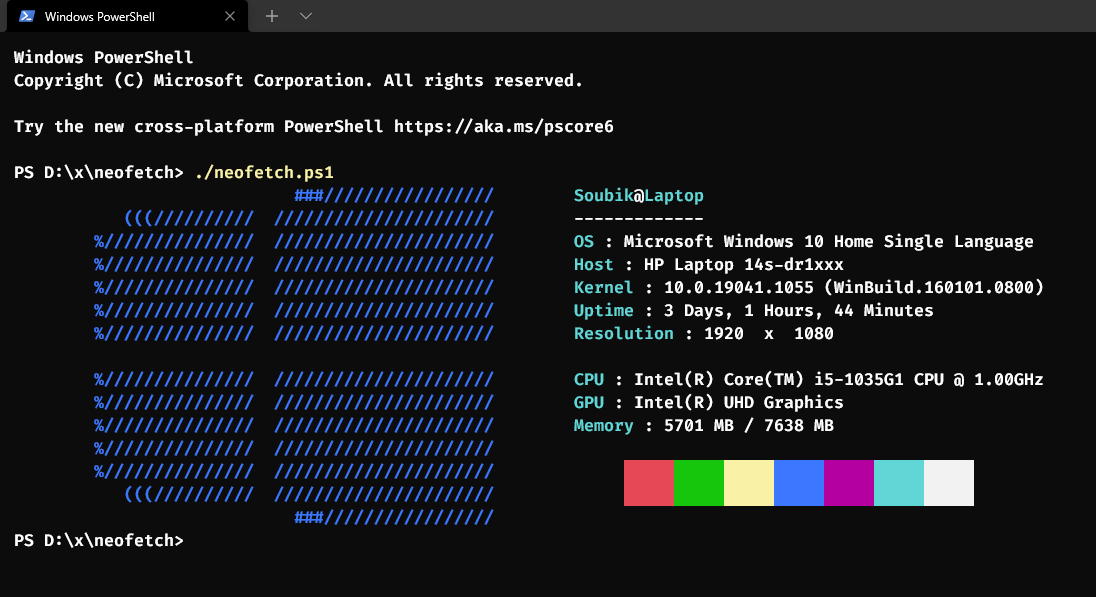 Windows PowerShell
Windows PowerShell
Copyright (C) Microsoft Corporation. All rights reserved.
Try the new cross-platform PowerShell https://aka.ms/pscore6
PS D:\x\neofetch> ./neofetch.ps1
                            ###/////////////////        Soubik@Laptop
           (((//////////  //////////////////////        -------------
        %///////////////  //////////////////////        OS : Microsoft Windows 10 Home Single Language
        %///////////////  //////////////////////        Host : HP Laptop 14s-dr1xxx
        %///////////////  //////////////////////        Kernel : 10.0.19041.1055 (WinBuild.160101.0800)
        %///////////////  //////////////////////        Uptime : 3 Days, 1 Hours, 44 Minutes
        %///////////////  //////////////////////        Resolution : 1920  x  1080
        %///////////////  //////////////////////        CPU : Intel(R) Core(TM) i5-1035G1 CPU @ 1.00GHz
        %///////////////  //////////////////////        GPU : Intel(R) UHD Graphics
        %///////////////  //////////////////////        Memory : 5701 MB / 7638 MB
        %///////////////  //////////////////////
        %///////////////  //////////////////////
           (((//////////  //////////////////////
                            ###/////////////////
PS D:\x\neofetch>